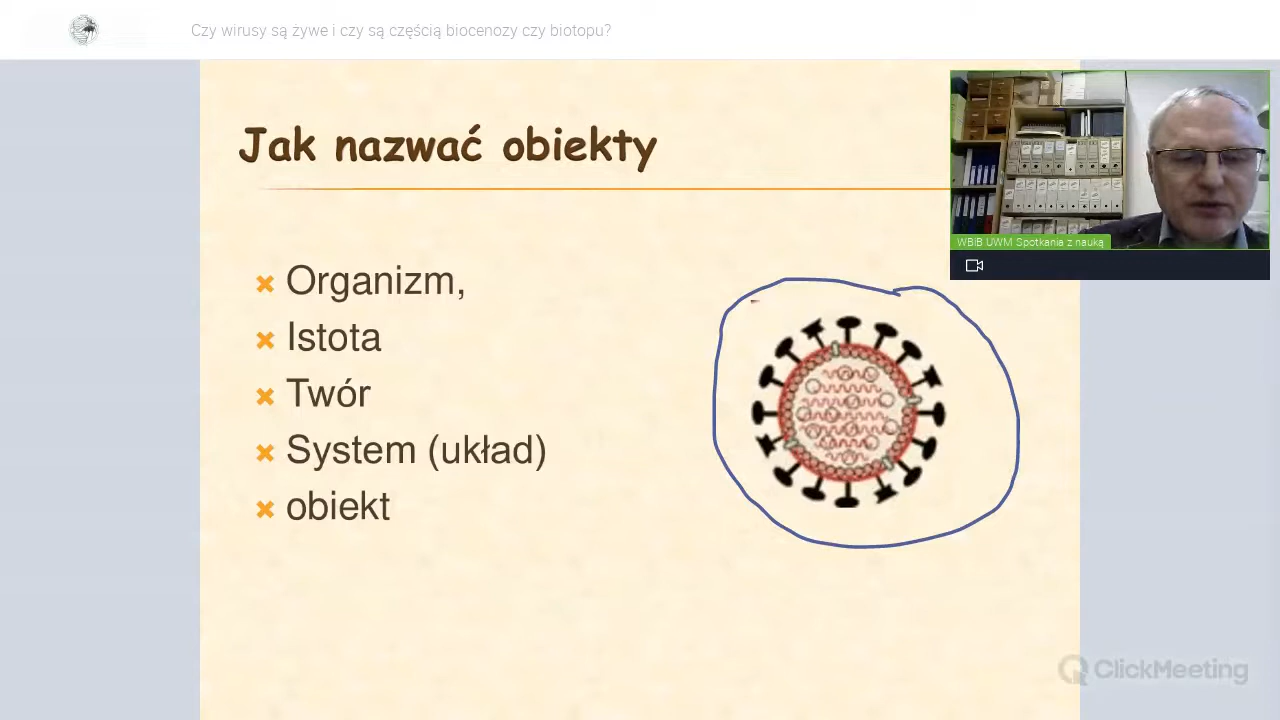 Czy wirusy są żywe i czy są częścią biocenozy czy biotopu?
Jak nazwać obiekty
WBiB UWM Spotkania z nauką
Organizm,
Istota
Twór
System (układ)
obiekt
ClickMeeting